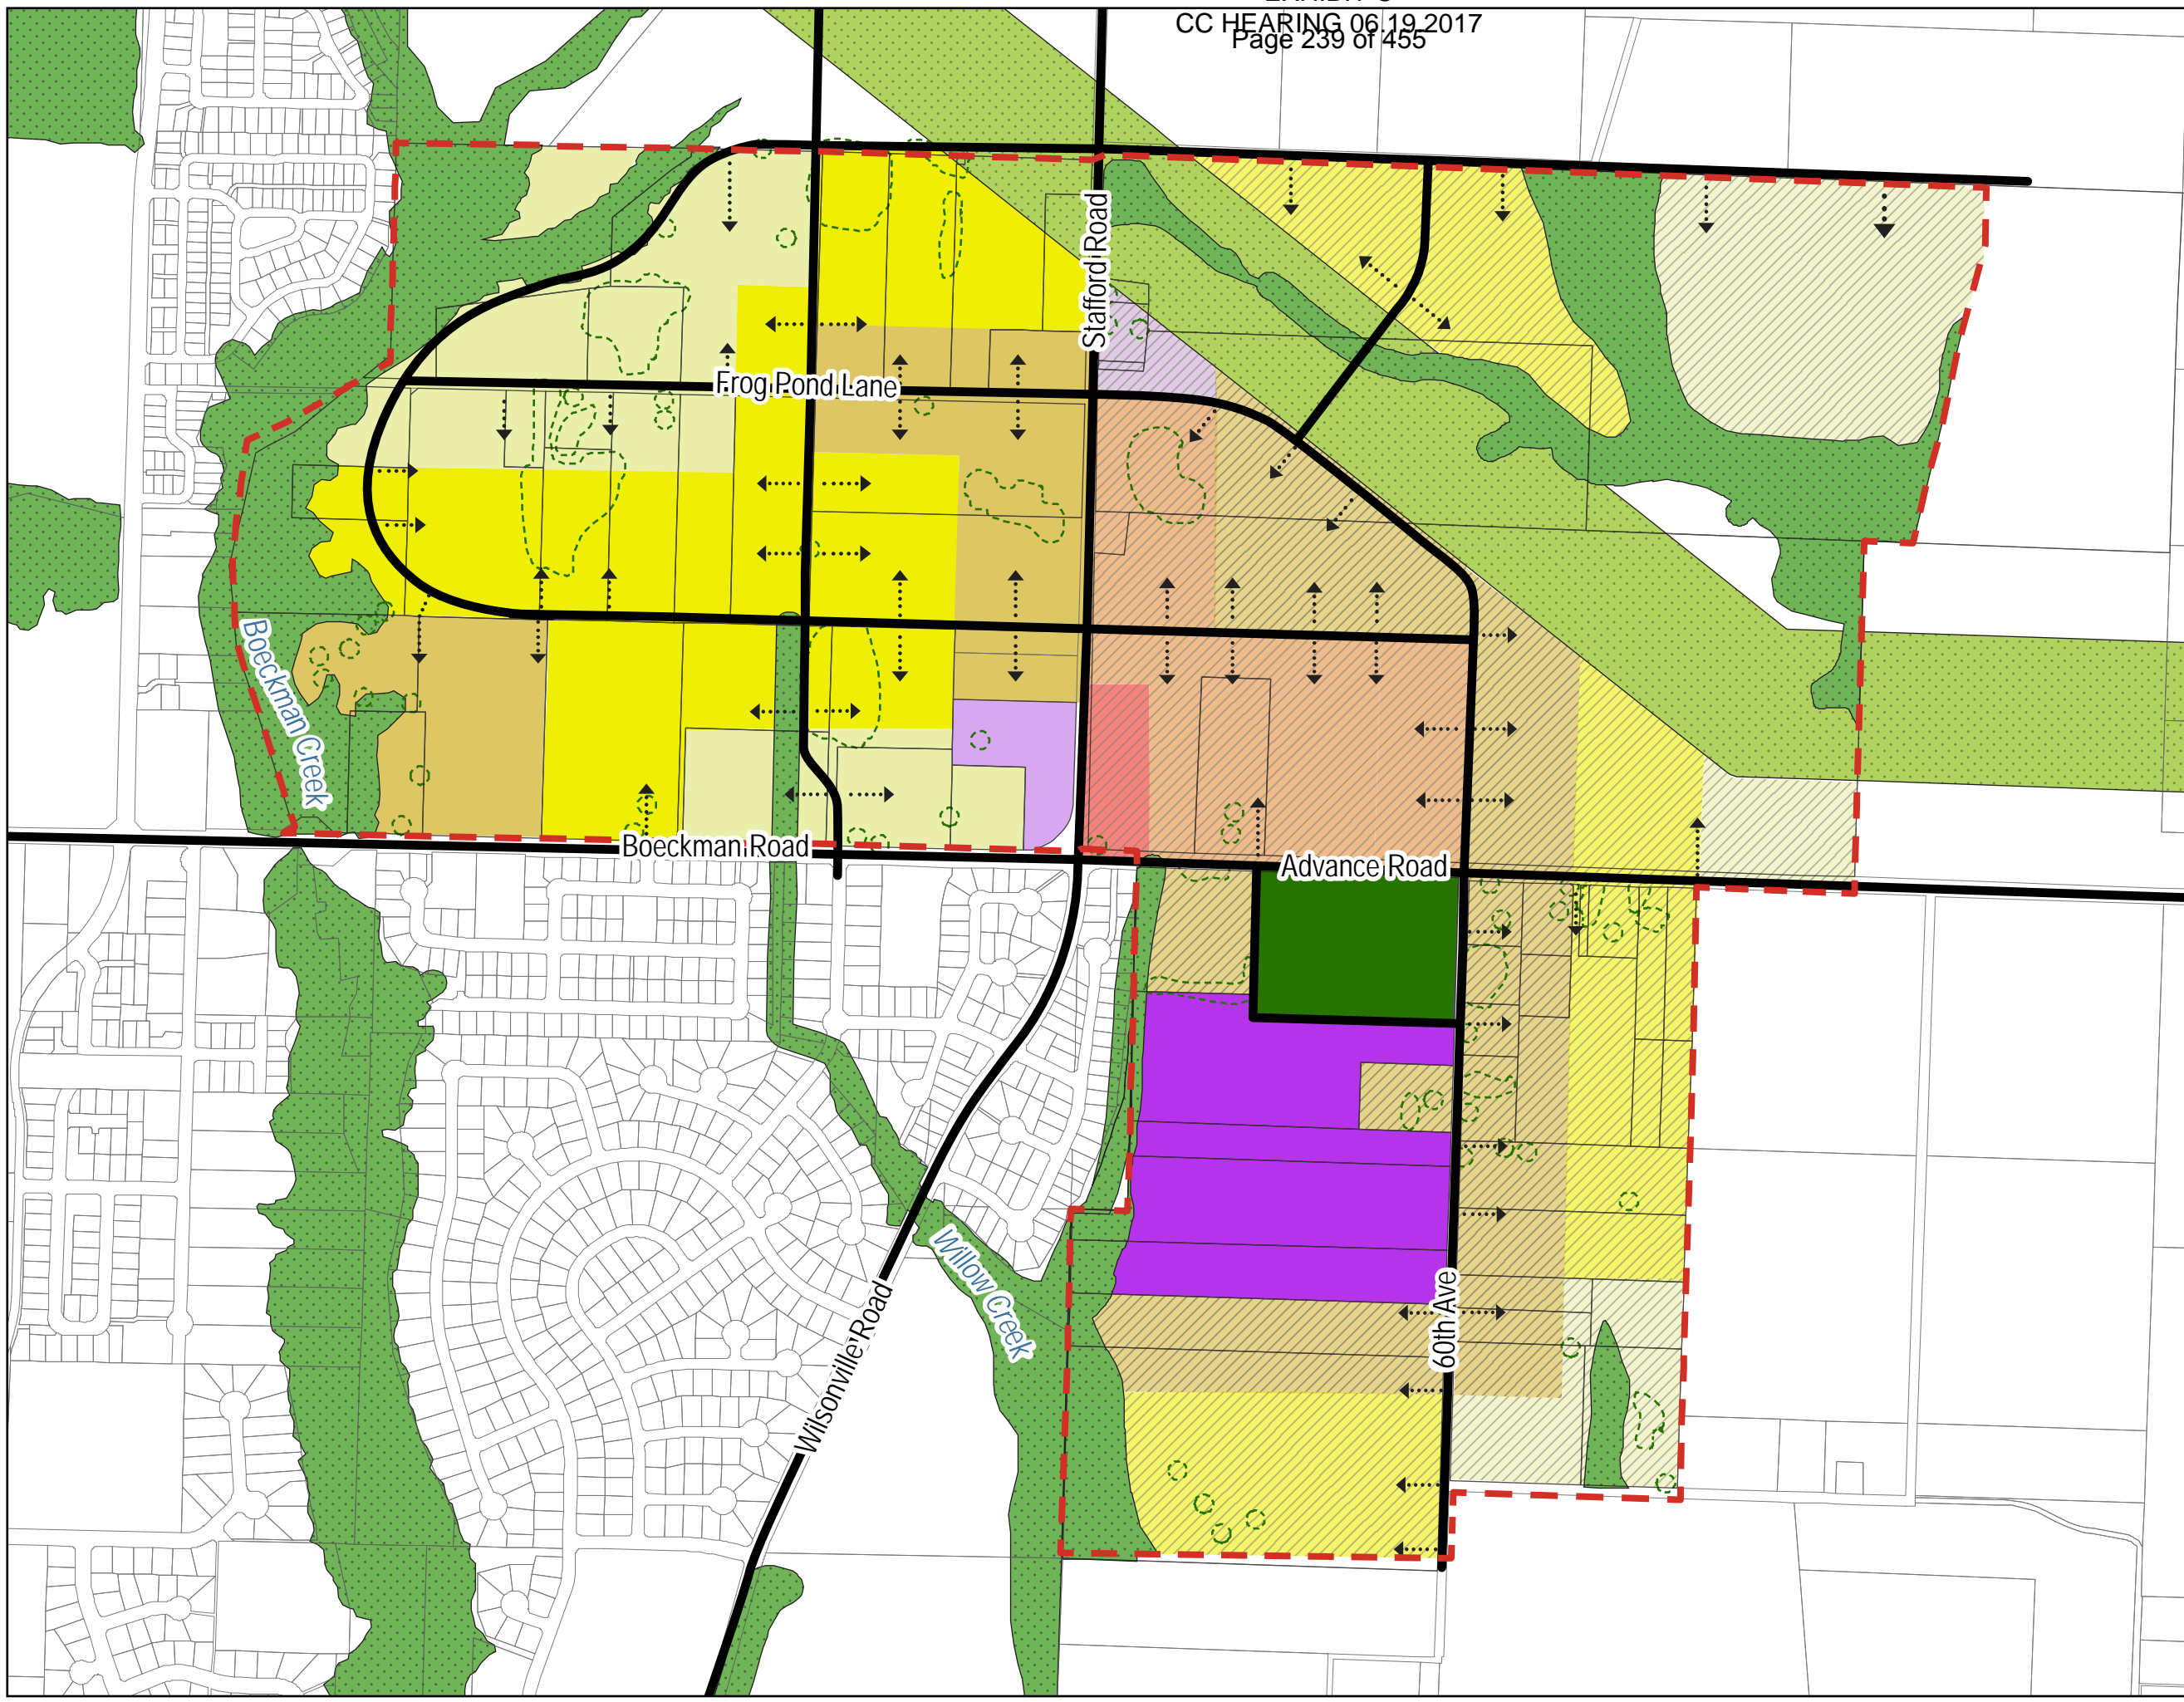 CC HEARING 06.19.2017
Page 239 of 455
Stafford Road
Frog Pond Lane
Boeckman Creek
Boeckman Road
Advance Road
Willow Creek
60th Ave
Wilsonville Road